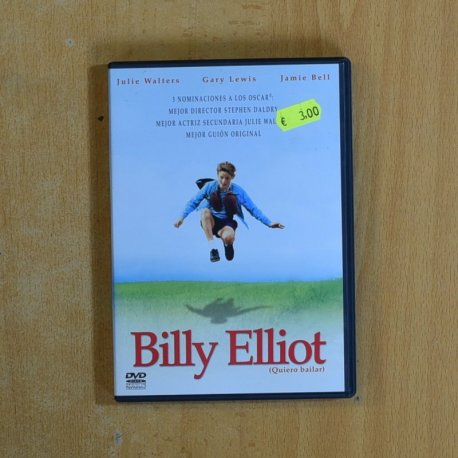 Julie Walters Gary Lewis Jamie Bell
3 NOMINACIONES A LOS OSCAR®:
MEJOR DIRECTOR STEPHEN DALDRY
MEJOR ACTRIZ SECUNDARIA JULIE WAL
MEJOR GUIÓN ORIGINAL
€ 3,00
Billy Elliot
(Quiero bailar)
DVD